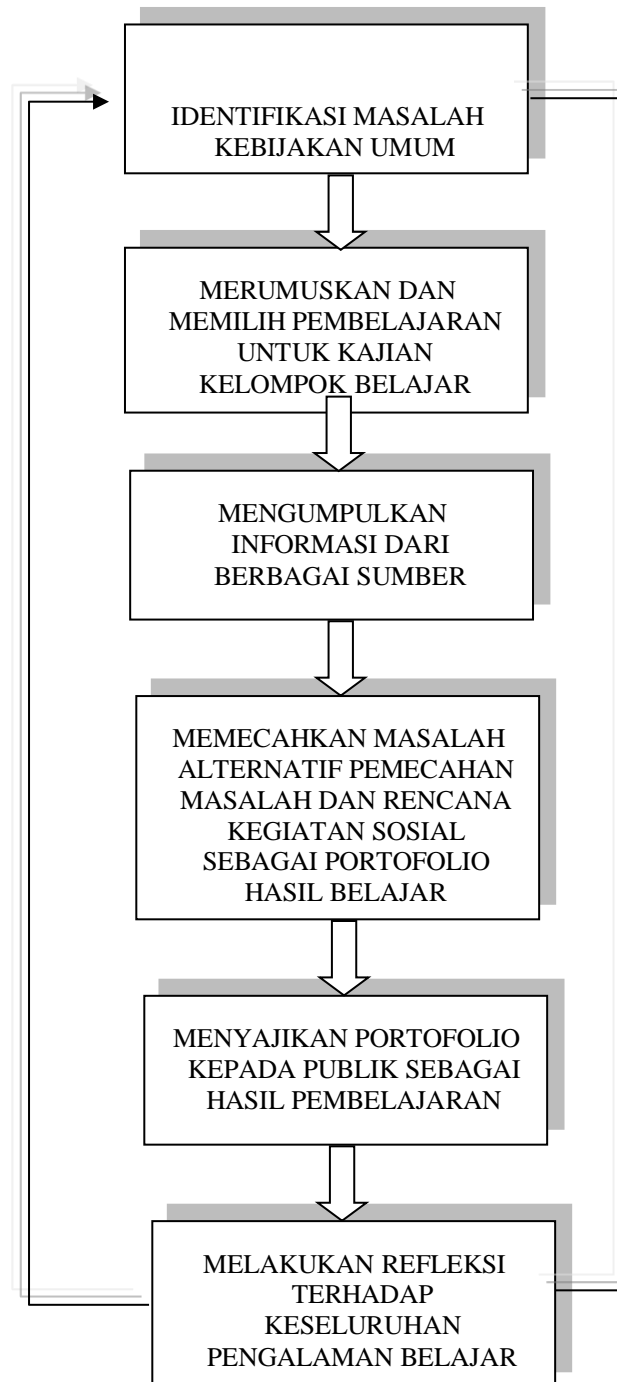 IDENTIFIKASI MASALAH
KEBIJAKAN UMUM
MERUMUSKAN DAN
MEMILIH PEMBELAJARAN
UNTUK KAJIAN
KELOMPOK BELAJAR
MENGUMPULKAN
INFORMASI DARI
BERBAGAI SUMBER
MEMECAHKAN MASALAH
ALTERNATIF PEMECAHAN
MASALAH DAN RENCANA
KEGIATAN SOSIAL
SEBAGAI PORTOFOLIO
HASIL BELAJAR
MENYAJIKAN PORTOFOLIO
KEPADA PUBLIK SEBAGAI
HASIL PEMBELAJARAN
MELAKUKAN REFLEKSI
TERHADAP
KESELURUHAN
PENGALAMAN BELAJAR